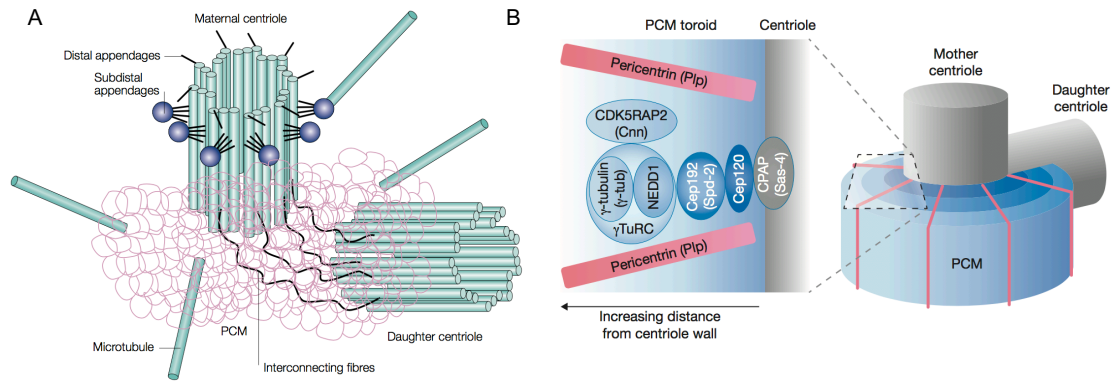 A
Maternal centriole
Distal appendages
Subdistal
appendages
PCM
Daughter centriole
Microtubule
Interconnecting fibres
B
PCM toroid
Centriole
Pericentrin (Plp)
CDK5RAP2
(Cnn)
γ-tubulin
(γ-tub)
NEDD1
γTuRC
Cep192
(Spd-2)
Cep120
CPAP
(Sas-4)
Pericentrin (Plp)
Increasing distance
from centriole wall
Mother
centriole
Daughter
centriole
PCM